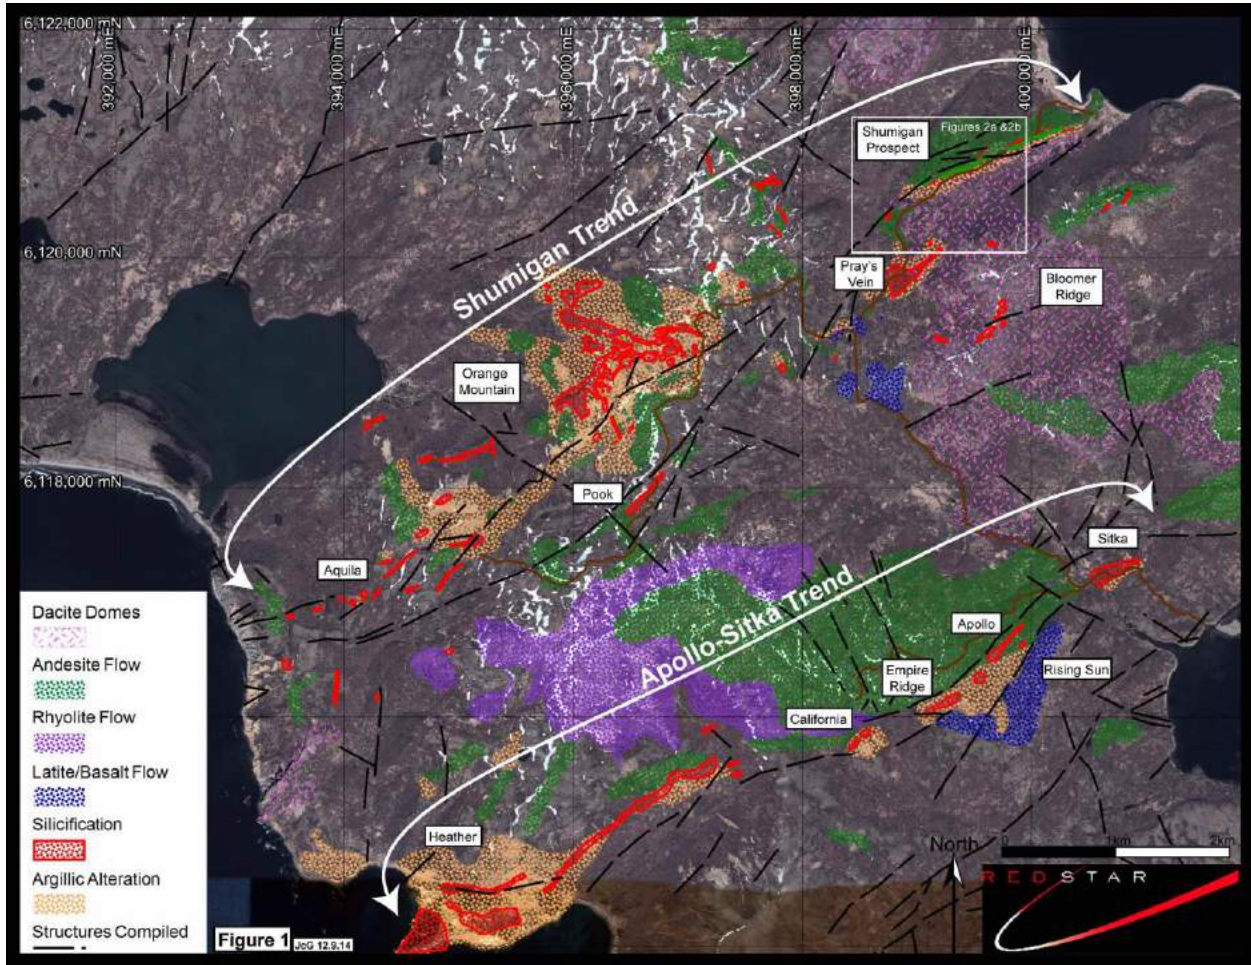 6,122,000 mN
392,000 mE
394,000 mE
396,000 mE
398,000 mE
400,000 mE
Shumigan
Prospect
Figures 2a &2b
6,120,000 mN
Shumigan Trend
Pray's
Vein
Bloomer
Ridge
Orange
Mountain
6,118,000 mN
Pook
Aquila
Sitka
Apollo-Sitka Trend
Apollo
Empire
Ridge
Rising Sun
California
Heather
Dacite Domes
Andesite Flow
Rhyolite Flow
Latite/Basalt Flow
Silicification
Argillic Alteration
Structures Compiled
North
0
1km
2km
REDSTAR
Figure 1
JcG 12.9.14